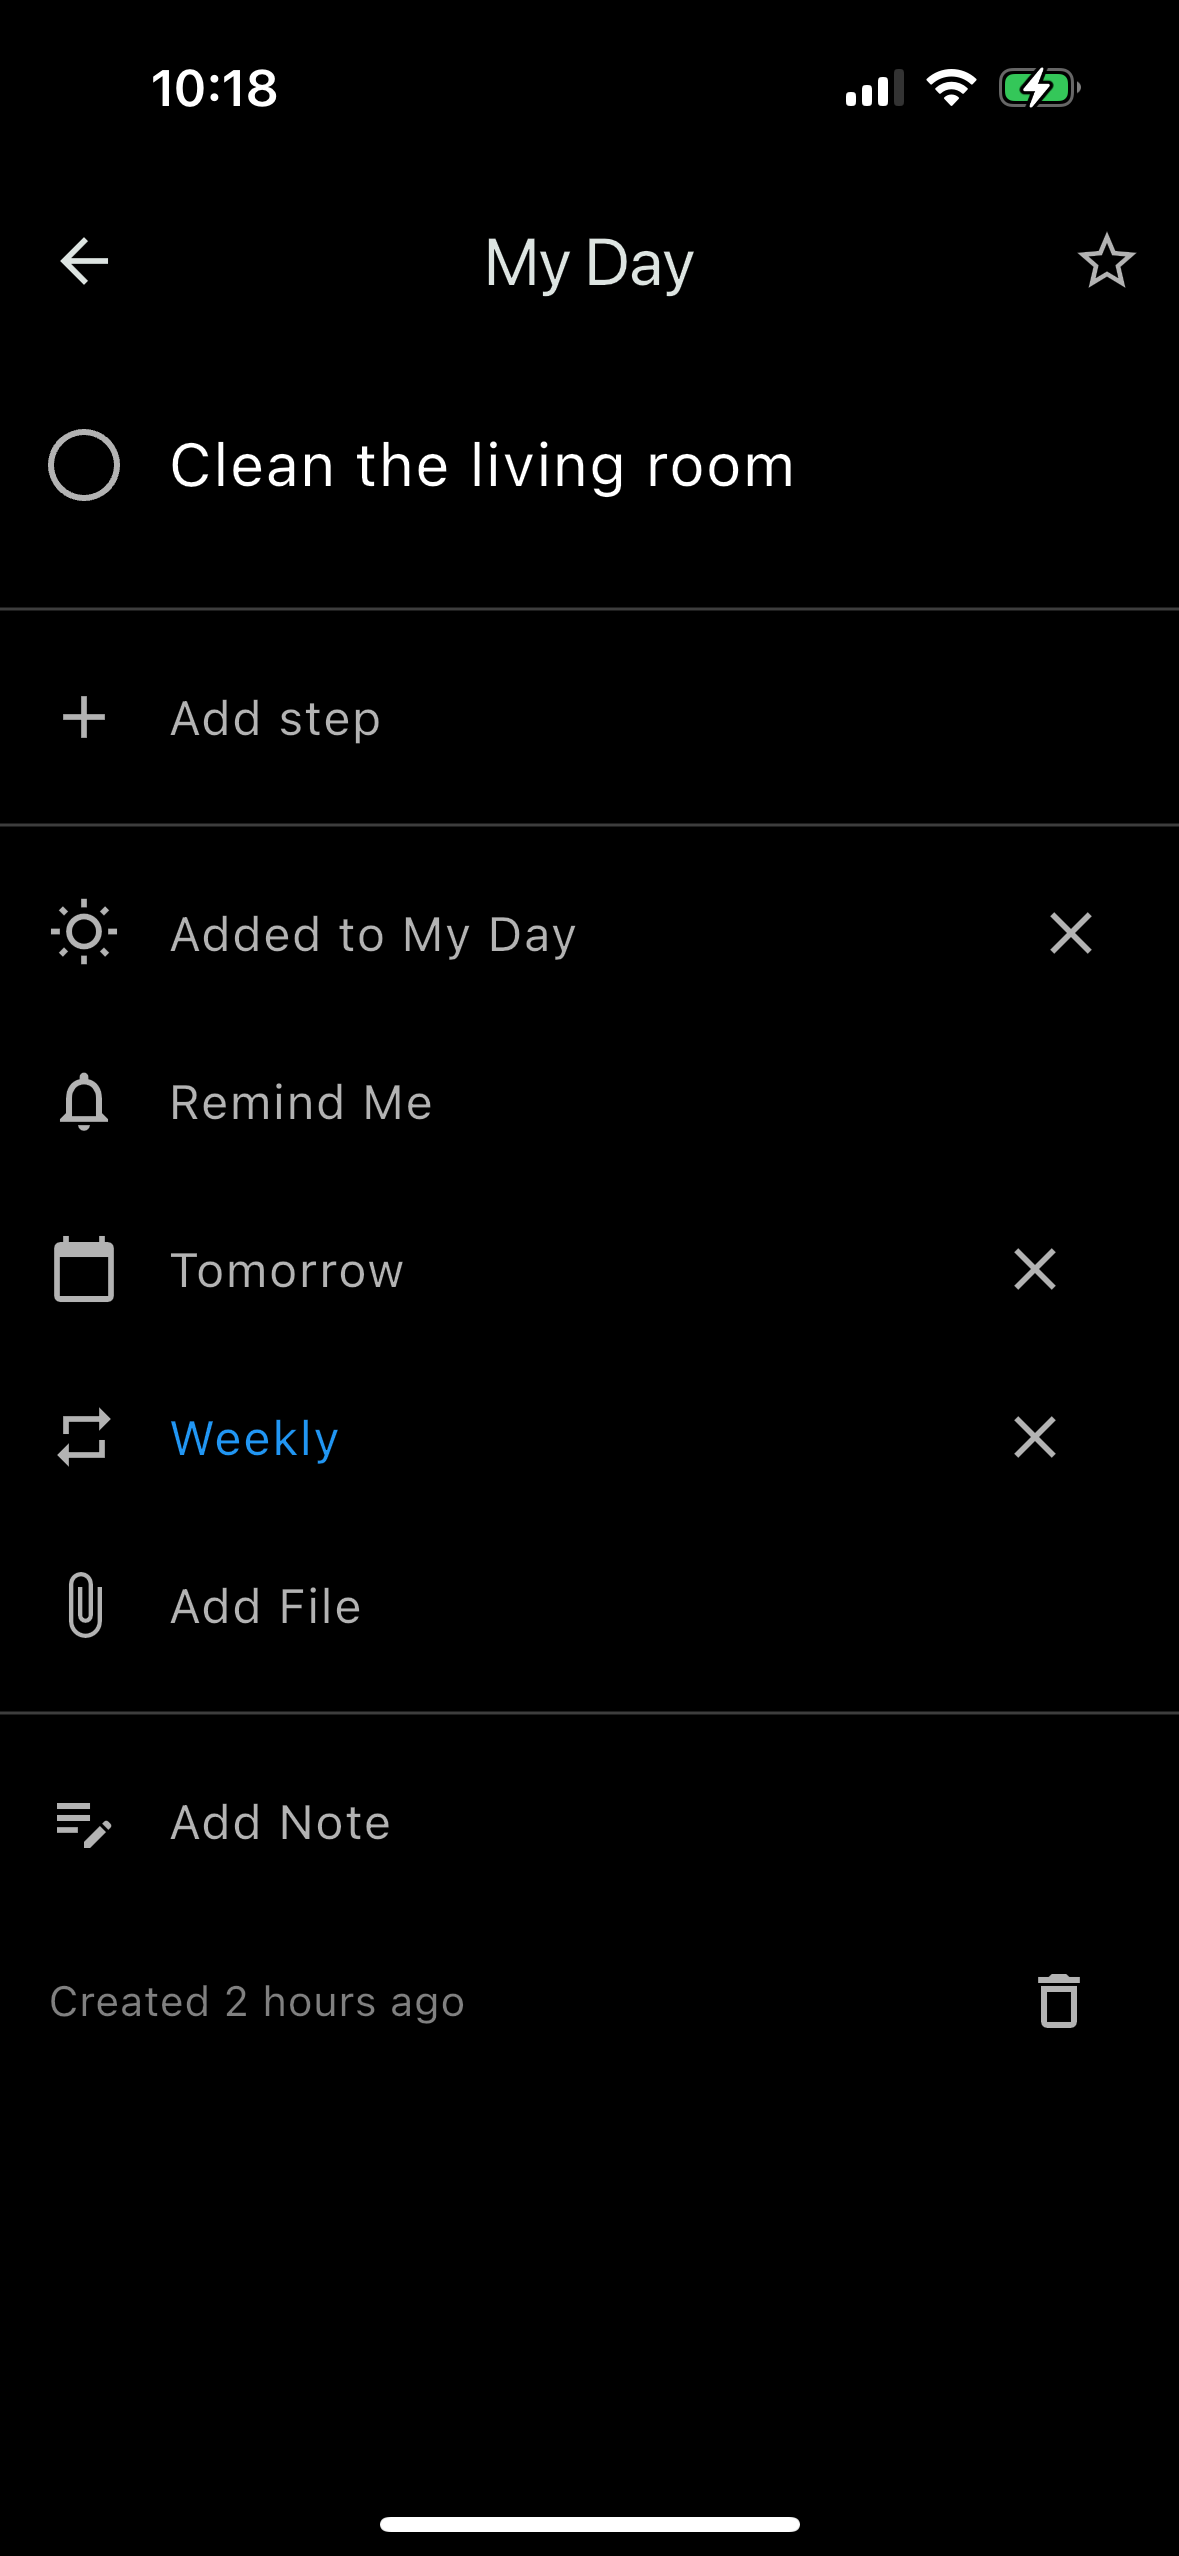 10:18
My Day
Clean the living room
Add step
Added to My Day
Remind Me
Tomorrow
Weekly
Add File
Add Note
Created 2 hours ago